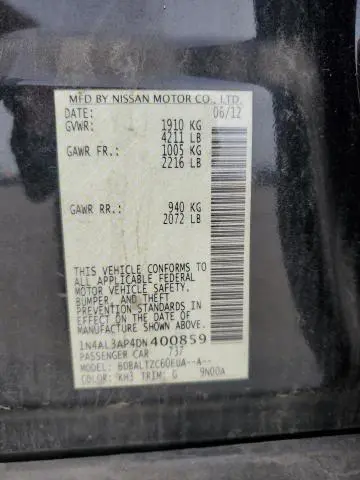 MFD BY NISSAN MOTOR CO., LTD.
DATE: 06/12
GVWR: 1910 KG
4211 LB
GAWR FR.: 1005 KG
2216 LB
GAWR RR.: 940 KG
2072 LB
THIS VEHICLE CONFORMS TO
ALL APPLICABLE FEDERAL
MOTOR VEHICLE SAFETY,
BUMPER, AND THEFT
PREVENTION STANDARDS IN
EFFECT ON THE DATE OF
MANUFACTURE SHOWN ABOVE.
1N4AL3AP4DN400859
PASSENGER CAR 737
MODEL: BDBALTZC6OEUA--A--
COLOR: KH3 TRIM: G 9N00A